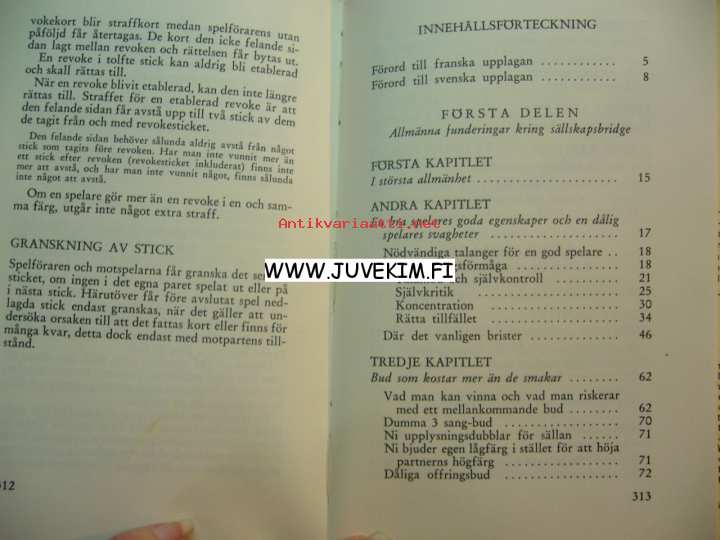 vokekort blir straffkort medan spelförarens utan
påföljd får återtagas. De kort den icke felande si-
dan lagt mellan revoken och rättelsen får bytas ut.
En revoke i tolfte stick kan aldrig bli etablerad
och skall rättas till.
När en revoke blivit etablerad, kan den inte längre
rättas till. Straffet för en etablerad revoke är att
den felande sidan får avstå upp till två stick av dem
de tagit från och med revokesticket.
Den felande sidan behöver sålunda aldrig avstå från något
stick som tagits före revoken. Har man inte vunnit mer än
ett stick efter revoken (revokesticket inkluderat) finns inte
mer att avstå, och har man inte vunnit något, finns sålunda
inte något att avstå.
Om en spelare gör mer än en revoke i en och sam-
ma färg, utgår inte något extra straff.
GRANSKNING AV STICK
Spelföraren och motspelarna får granska det
sticket, om ingen i det egna paret spelat ut eller på
i nästa stick. Härutöver får före avslutat spel ned-
lagda stick endast granskas, när det gäller att un-
dersöka orsaken till att det fattas kort eller finns för
många kvar, detta dock endast med motpartens till-
stånd.
312
INNEHÅLLSFÖRTECKNING
Förord till franska upplagan ............ 5
Förord till svenska upplagan ............ 8
FÖRSTA DELEN
Allmänna funderingar kring sällskapsbridge
FÖRSTA KAPITLET
I största allmänhet .................... 15
ANDRA KAPITLET
En bra spelares goda egenskaper och en dålig
spelares svagheter .................... 17
Antikvariaatti.net
Nödvändiga talanger för en god spelare .. 18
18
och självkontroll ........ 21
WWW.JUVEKIM.FI
Självkritik .................... 25
Koncentration .................... 30
Rätta tillfället .................... 34
Där det vanligen brister .............. 46
TREDJE KAPITLET
Bud som kostar mer än de smakar ........ 62
Vad man kan vinna och vad man riskerar
med ett mellankommande bud ........ 62
Dumma 3 sang-bud .................. 70
Ni upplysningsdubblar för sällan ........ 71
Ni bjuder egen lågfärg i stället för att höja
partnerns högfärg .................. 71
Dåliga offringsbud .................. 72
313